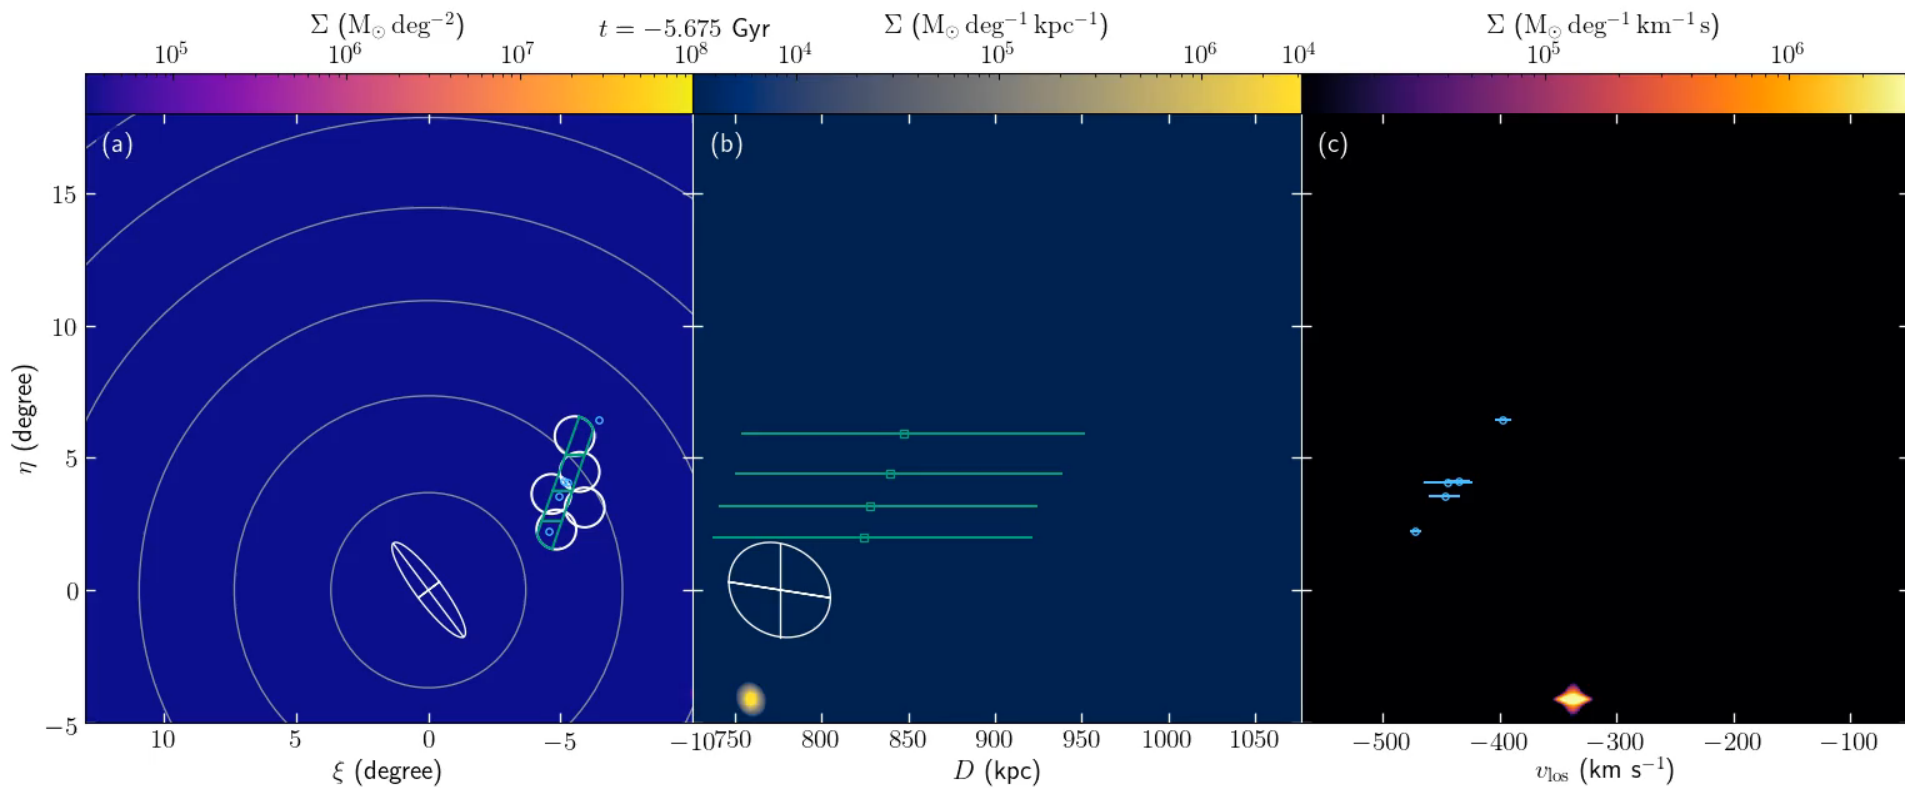 Σ (M⊙ deg⁻²) t = −5.675 Gyr Σ (M⊙ deg⁻¹ kpc⁻¹) Σ (M⊙ deg⁻¹ km⁻¹ s)
10⁵ 10⁶ 10⁷ 10⁸ 10⁴ 10⁵ 10⁶ 10⁴ 10⁵ 10⁶
(a) (b) (c)
15
10
5
0
−5
η (degree)
10 5 0 −5 −10 750 800 850 900 950 1000 1050 −500 −400 −300 −200 −100
ξ (degree) D (kpc) v_los (km s⁻¹)